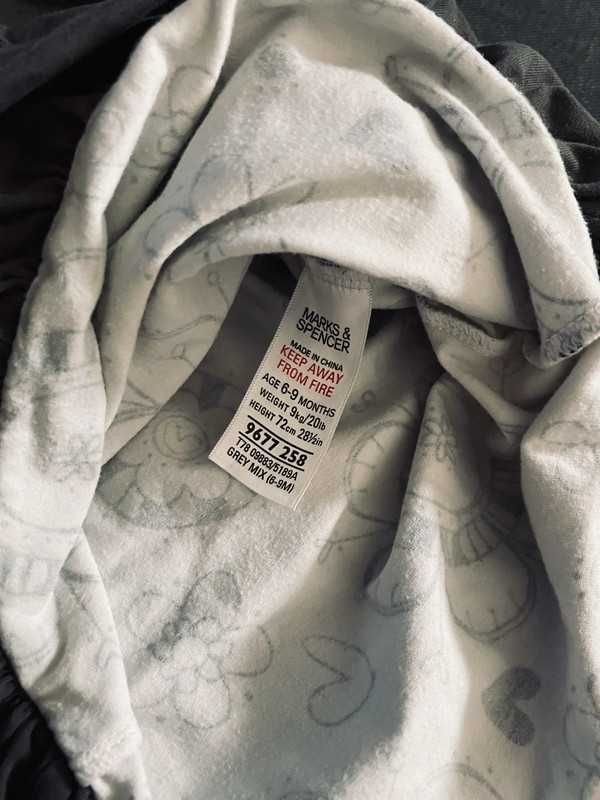 MARKS &
SPENCER
MADE IN CHINA
KEEP AWAY
FROM FIRE
AGE 6-9 MONTHS
WEIGHT 9kg/20lb
HEIGHT 72cm 28½in
9677 258
T78 09883/5189A
GREY MIX (6-9M)